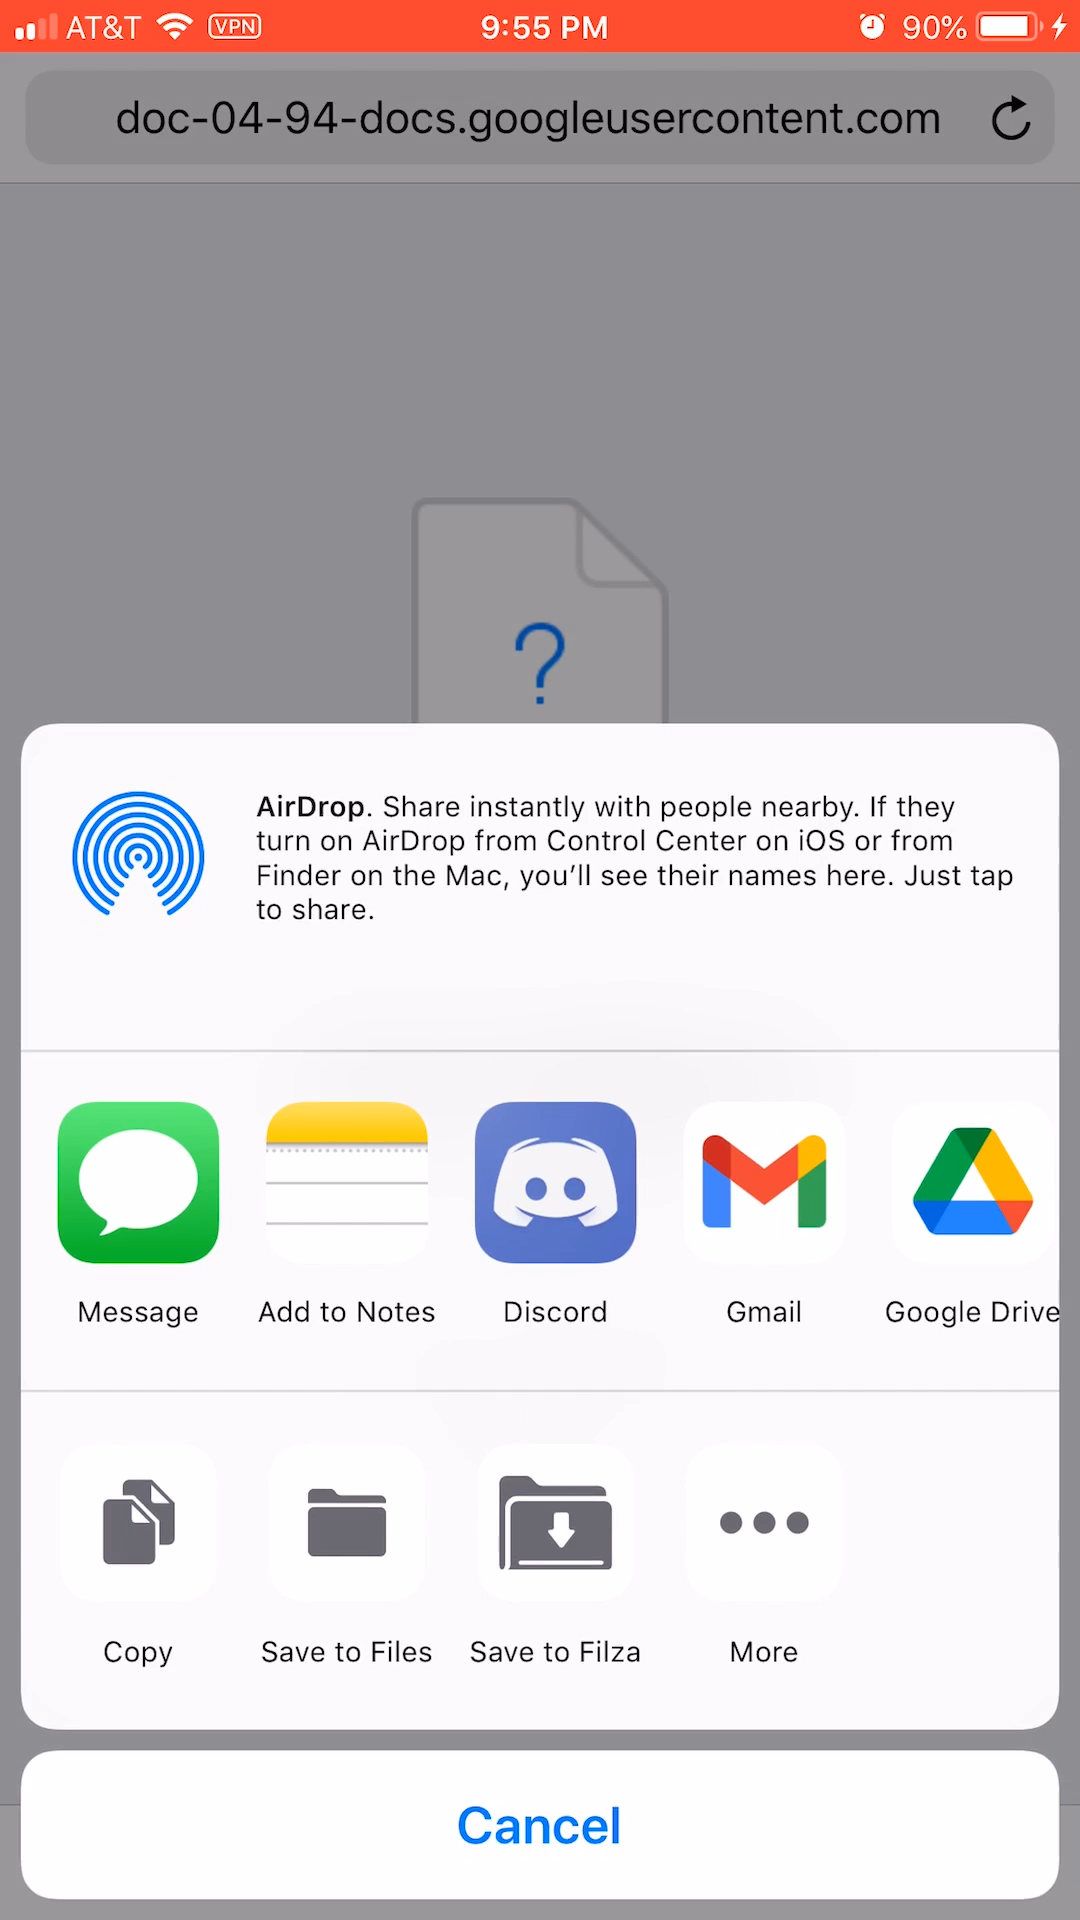 AT&T VPN 9:55 PM 90%
doc-04-94-docs.googleusercontent.com
?
AirDrop. Share instantly with people nearby. If they
turn on AirDrop from Control Center on iOS or from
Finder on the Mac, you’ll see their names here. Just tap
to share.
Message Add to Notes Discord Gmail Google Drive
Copy Save to Files Save to Filza More
Cancel